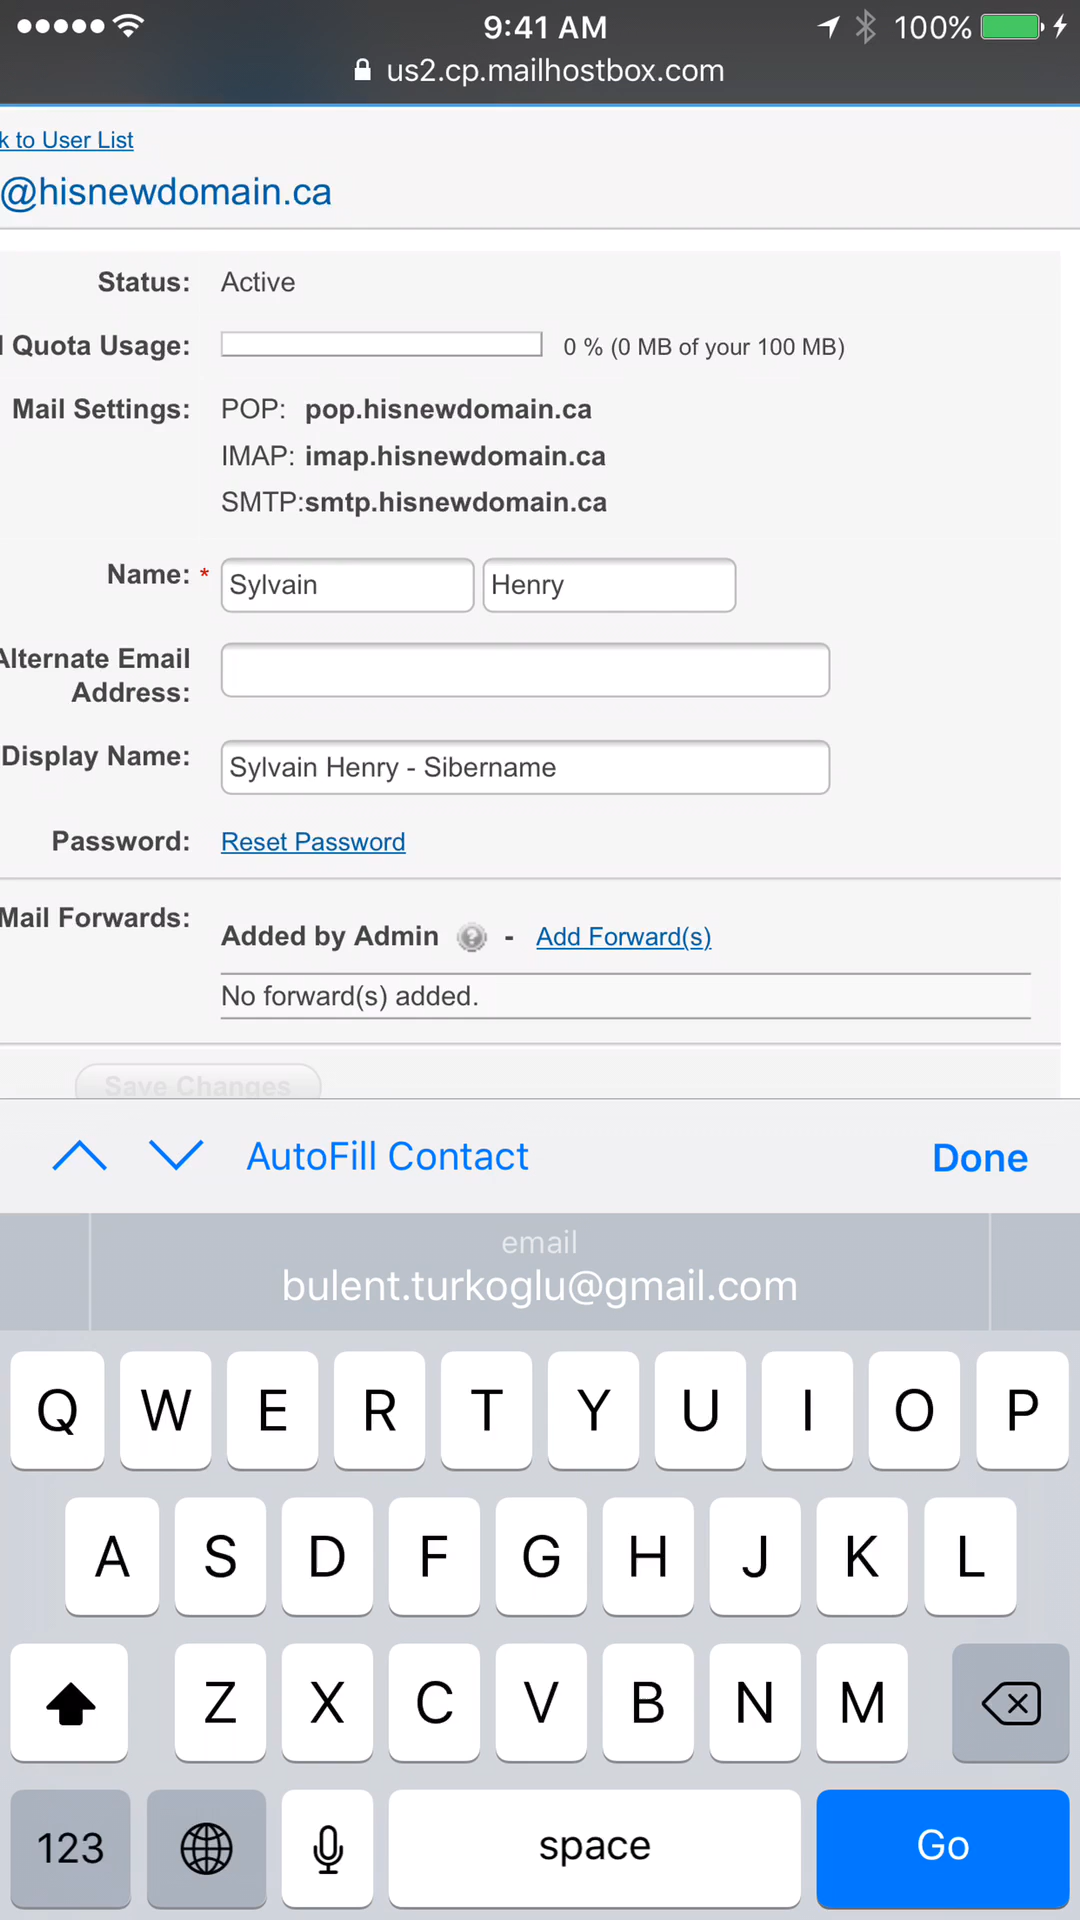 9:41 AM
100%
us2.cp.mailhostbox.com
k to User List
@hisnewdomain.ca
Status: Active
Quota Usage: 0 % (0 MB of your 100 MB)
Mail Settings: POP: pop.hisnewdomain.ca
IMAP: imap.hisnewdomain.ca
SMTP:smtp.hisnewdomain.ca
Name: * Sylvain Henry
Alternate Email
Address:
Display Name: Sylvain Henry - Sibername
Password: Reset Password
Mail Forwards:
Added by Admin ? - Add Forward(s)
No forward(s) added.
Save Changes
AutoFill Contact Done
email
bulent.turkoglu@gmail.com
Q W E R T Y U I O P
A S D F G H J K L
Z X C V B N M
123 space Go